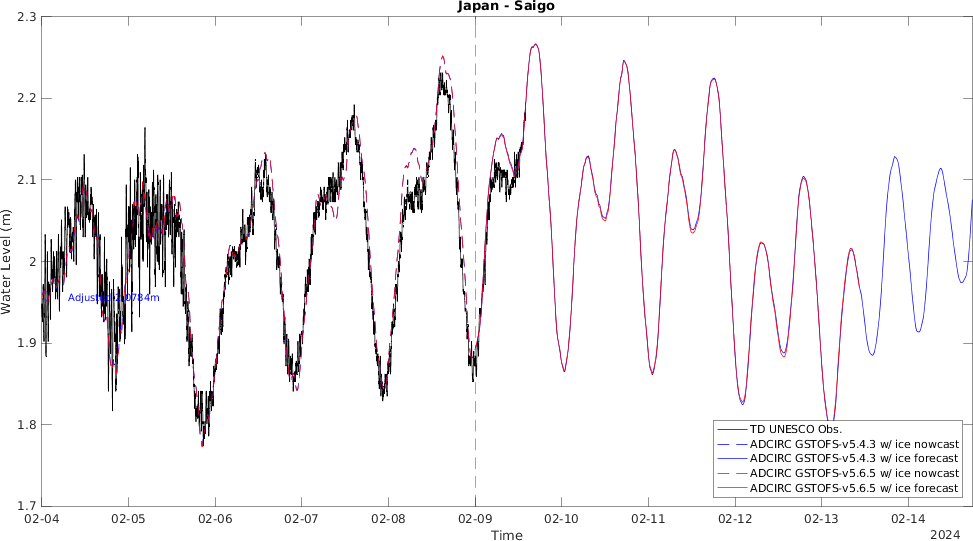 Japan - Saigo
2.3
2.2
2.1
2
1.9
1.8
1.7
Water Level (m)
02-04
02-05
02-06
02-07
02-08
02-09
02-10
02-11
02-12
02-13
02-14
Time
2024
TD UNESCO Obs.
ADCIRC GSTOFS-v5.4.3 w/ ice nowcast
ADCIRC GSTOFS-v5.4.3 w/ ice forecast
ADCIRC GSTOFS-v5.6.5 w/ ice nowcast
ADCIRC GSTOFS-v5.6.5 w/ ice forecast